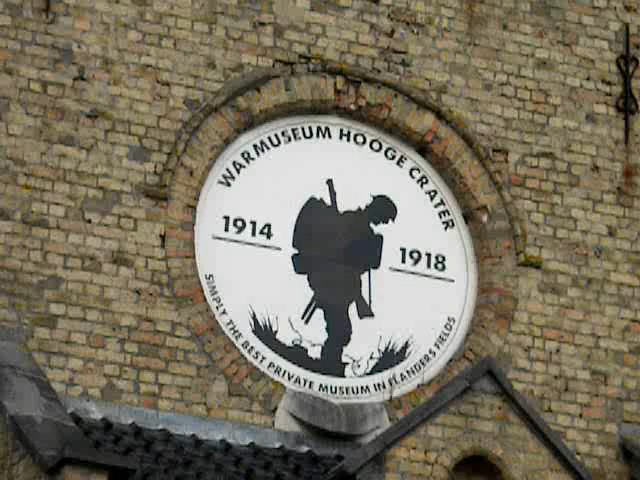 WARMUSEUM HOOGE CRATER
1914
1918
SIMPLY THE BEST PRIVATE MUSEUM IN FLANDERS FIELDS